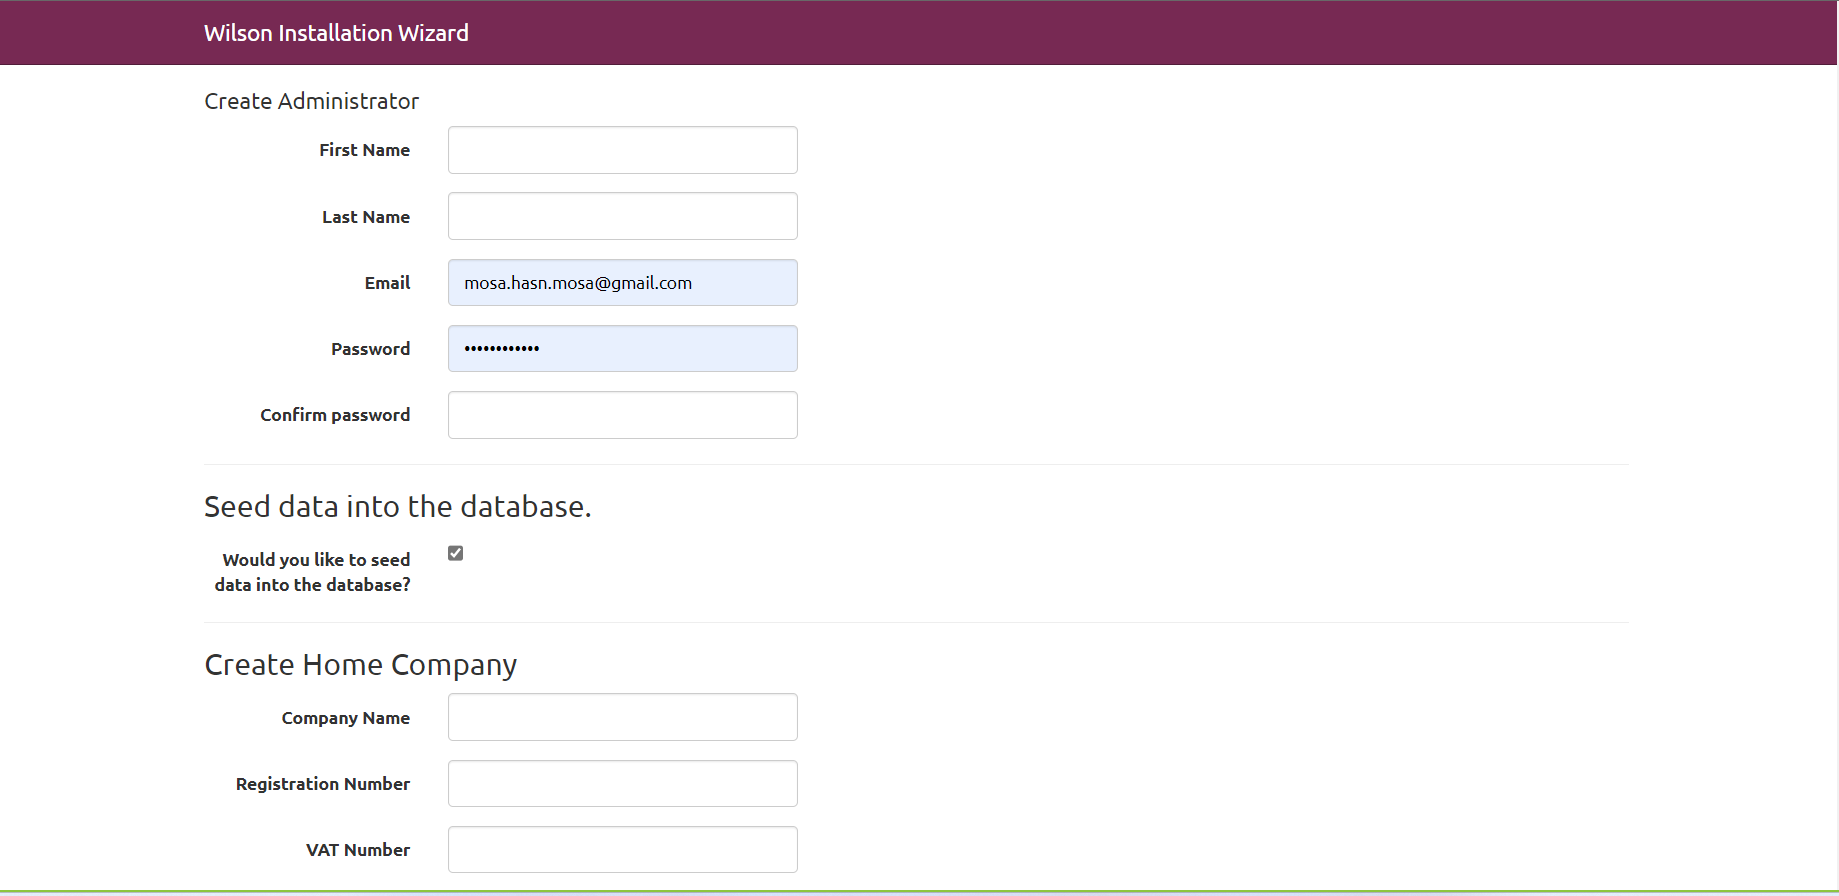 Wilson Installation Wizard
Create Administrator
First Name
Last Name
Email
mosa.hasn.mosa@gmail.com
Password
••••••••••••
Confirm password
Seed data into the database.
Would you like to seed
data into the database?
Create Home Company
Company Name
Registration Number
VAT Number